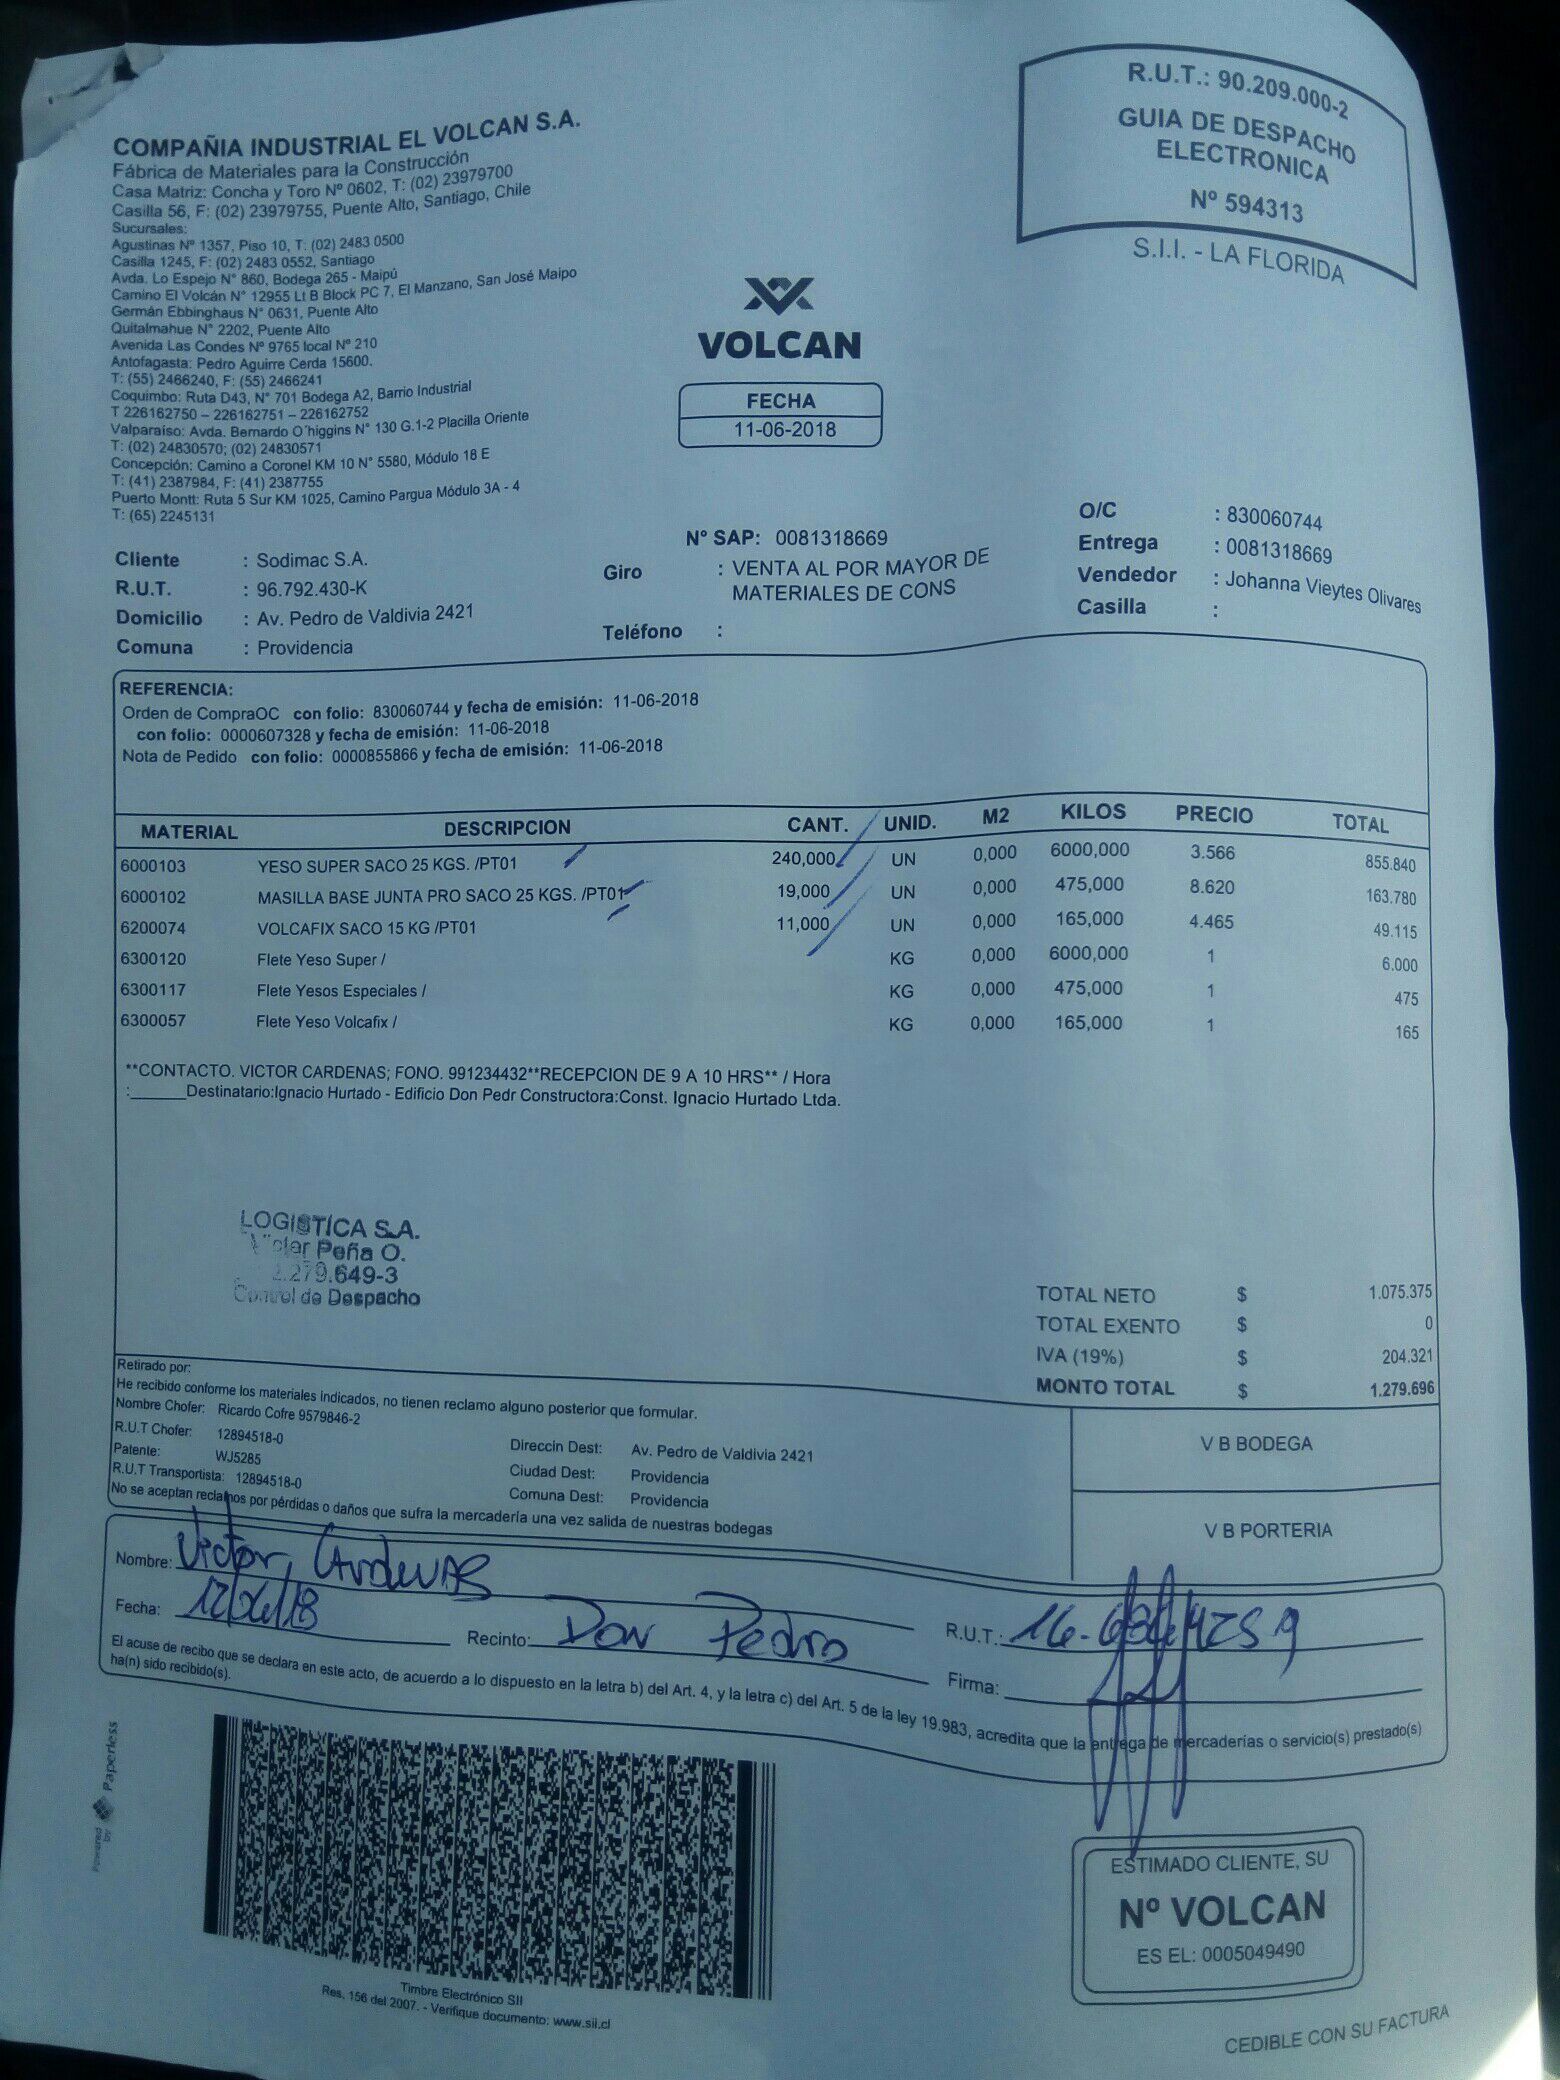 R.U.T.: 90.209.000-2
GUIA DE DESPACHO
ELECTRONICA
Nº 594313
S.I.I. - LA FLORIDA
COMPAÑIA INDUSTRIAL EL VOLCAN S.A.
Fábrica de Materiales para la Construcción
Casa Matriz: Concha y Toro Nº 0602, T: (02) 23979700
Casilla 56, F: (02) 23979755, Puente Alto, Santiago, Chile
Sucursales:
Agustinas Nº 1357, Piso 10, T: (02) 2483 0500
Casilla 1245, F: (02) 2483 0552, Santiago
Avda. Lo Espejo N° 860, Bodega 265 - Maipú
Camino El Volcán N° 12955 Lt B Block PC 7, El Manzano, San José Maipo
Germán Ebbinghaus N° 0631, Puente Alto
Quitalmahue N° 2202, Puente Alto
Avenida Las Condes Nº 9765 local Nº 210
Antofagasta: Pedro Aguirre Cerda 15600.
T: (55) 2466240, F: (55) 2466241
Coquimbo: Ruta D43, N° 701 Bodega A2, Barrio Industrial
T 226162750 – 226162751 – 226162752
Valparaíso: Avda. Bernardo O´higgins N° 130 G.1-2 Placilla Oriente
T: (02) 24830570; (02) 24830571
Concepción: Camino a Coronel KM 10 N° 5580, Módulo 18 E
T: (41) 2387984, F: (41) 2387755
Puerto Montt: Ruta 5 Sur KM 1025, Camino Pargua Módulo 3A - 4
T: (65) 2245131
VOLCAN
FECHA
11-06-2018
Cliente : Sodimac S.A.
R.U.T. : 96.792.430-K
Domicilio : Av. Pedro de Valdivia 2421
Comuna : Providencia
N° SAP: 0081318669
Giro : VENTA AL POR MAYOR DE
MATERIALES DE CONS
Teléfono :
O/C : 830060744
Entrega : 0081318669
Vendedor : Johanna Vieytes Olivares
Casilla :
REFERENCIA:
Orden de CompraOC con folio: 830060744 y fecha de emisión: 11-06-2018
con folio: 0000607328 y fecha de emisión: 11-06-2018
Nota de Pedido con folio: 0000855866 y fecha de emisión: 11-06-2018
MATERIAL DESCRIPCION CANT. UNID. M2 KILOS PRECIO TOTAL
6000103 YESO SUPER SACO 25 KGS. /PT01 240,000 UN 0,000 6000,000 3.566 855.840
6000102 MASILLA BASE JUNTA PRO SACO 25 KGS. /PT01 19,000 UN 0,000 475,000 8.620 163.780
6200074 VOLCAFIX SACO 15 KG /PT01 11,000 UN 0,000 165,000 4.465 49.115
6300120 Flete Yeso Super / KG 0,000 6000,000 1 6.000
6300117 Flete Yesos Especiales / KG 0,000 475,000 1 475
6300057 Flete Yeso Volcafix / KG 0,000 165,000 1 165
**CONTACTO. VICTOR CARDENAS; FONO. 991234432**RECEPCION DE 9 A 10 HRS** / Hora
:______Destinatario:Ignacio Hurtado - Edificio Don Pedr Constructora:Const. Ignacio Hurtado Ltda.
LOGISTICA S.A.
Peña O.
2.279.649-3
Control de Despacho
TOTAL NETO $ 1.075.375
TOTAL EXENTO $ 0
IVA (19%) $ 204.321
MONTO TOTAL $ 1.279.696
Retirado por:
He recibido conforme los materiales indicados, no tienen reclamo alguno posterior que formular.
Nombre Chofer: Ricardo Cofre 9579846-2
R.U.T Chofer: 12894518-0
Patente: WJ5285
R.U.T Transportista: 12894518-0
Direccin Dest: Av. Pedro de Valdivia 2421
Ciudad Dest: Providencia
Comuna Dest: Providencia
No se aceptan reclamos por pérdidas o daños que sufra la mercadería una vez salida de nuestras bodegas
V B BODEGA
V B PORTERIA
Nombre: Victor Cardenas
Fecha: 12/06/18
Recinto: Don Pedro
R.U.T.:
Firma:
El acuse de recibo que se declara en este acto, de acuerdo a lo dispuesto en la letra b) del Art. 4, y la letra c) del Art. 5 de la ley 19.983, acredita que la entrega de mercaderías o servicio(s) prestado(s)
ha(n) sido recibido(s).
Powered by Paperless
Timbre Electrónico SII
Res. 156 del 2007. - Verifique documento: www.sii.cl
ESTIMADO CLIENTE, SU
Nº VOLCAN
ES EL: 0005049490
CEDIBLE CON SU FACTURA